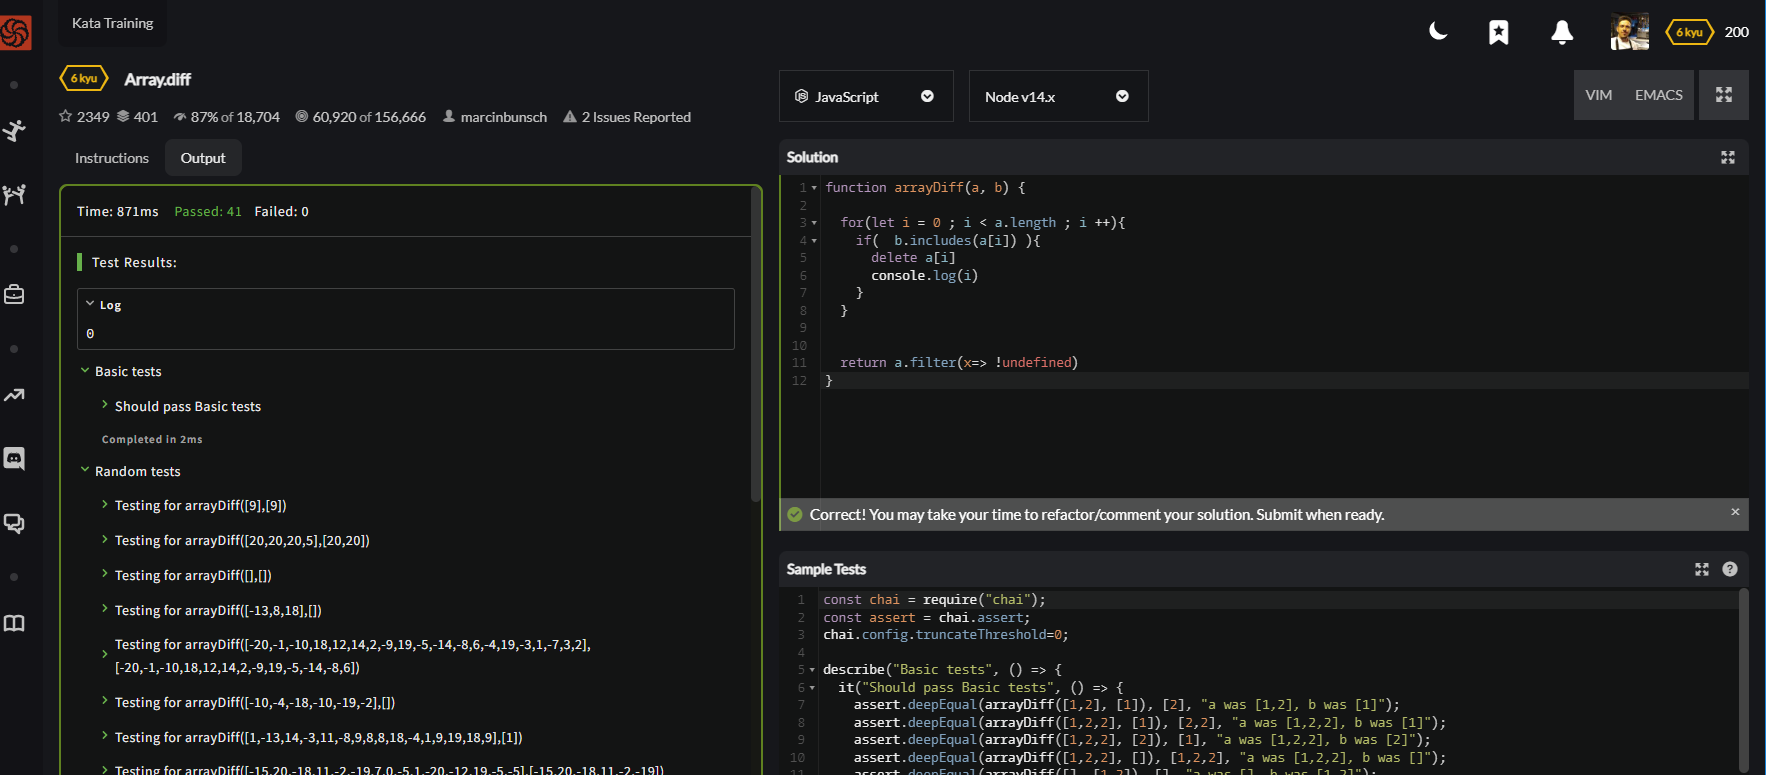 Kata Training
6 kyu 200
6 kyu Array.diff
2349 401 87% of 18,704 60,920 of 156,666 marcinbunsch 2 Issues Reported
Instructions Output
Time: 871ms Passed: 41 Failed: 0
Test Results:
Log
0
Basic tests
Should pass Basic tests
Completed in 2ms
Random tests
Testing for arrayDiff([9],[9])
Testing for arrayDiff([20,20,20,5],[20,20])
Testing for arrayDiff([],[])
Testing for arrayDiff([-13,8,18],[])
Testing for arrayDiff([-20,-1,-10,18,12,14,2,-9,19,-5,-14,-8,6,-4,19,-3,1,-7,3,2],
[-20,-1,-10,18,12,14,2,-9,19,-5,-14,-8,6])
Testing for arrayDiff([-10,-4,-18,-10,-19,-2],[])
Testing for arrayDiff([1,-13,14,-3,11,-8,9,8,8,18,-4,1,9,19,18,9],[1])
Testing for arrayDiff([-15,20,-18,11,-2,-19,7,0,-5,1,-20,-12,19,-5,-5],[-15,20,-18,11,-2,-19])
JavaScript
Node v14.x
VIM EMACS
Solution
1 function arrayDiff(a, b) {
2
3 for(let i = 0 ; i < a.length ; i ++){
4 if(  b.includes(a[i]) ){
5 delete a[i]
6 console.log(i)
7 }
8 }
9
10
11 return a.filter(x=> !undefined)
12 }
Correct! You may take your time to refactor/comment your solution. Submit when ready.
Sample Tests
1 const chai = require("chai");
2 const assert = chai.assert;
3 chai.config.truncateThreshold=0;
4
5 describe("Basic tests", () => {
6 it("Should pass Basic tests", () => {
7 assert.deepEqual(arrayDiff([1,2], [1]), [2], "a was [1,2], b was [1]");
8 assert.deepEqual(arrayDiff([1,2,2], [1]), [2,2], "a was [1,2,2], b was [1]");
9 assert.deepEqual(arrayDiff([1,2,2], [2]), [1], "a was [1,2,2], b was [2]");
10 assert.deepEqual(arrayDiff([1,2,2], []), [1,2,2], "a was [1,2,2], b was []");
11 assert.deepEqual(arrayDiff([], [1,2]), [], "a was [], b was [1,2]");